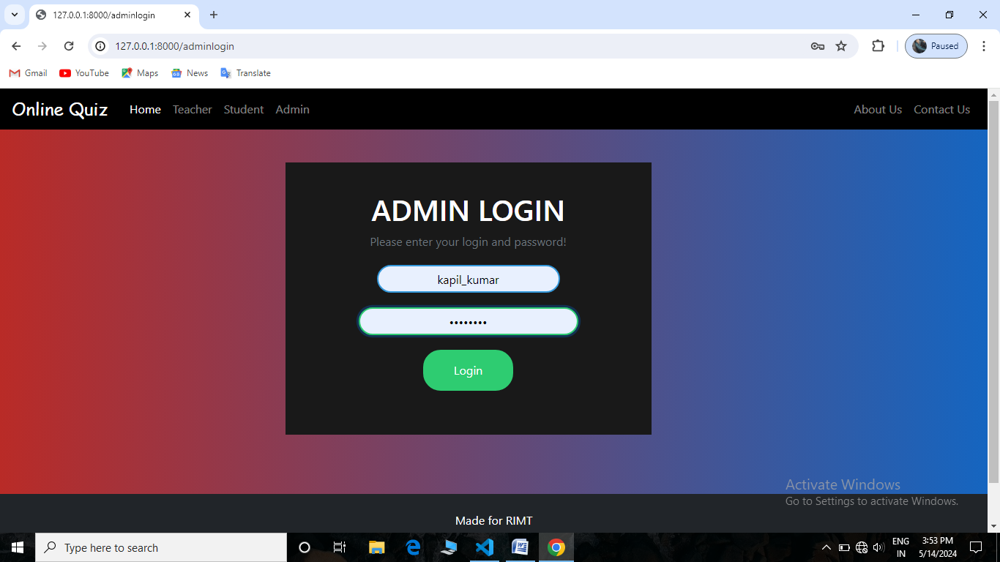 127.0.0.1:8000/adminlogin
127.0.0.1:8000/adminlogin
Paused
Gmail YouTube Maps News Translate
Online Quiz Home Teacher Student Admin About Us Contact Us
ADMIN LOGIN
Please enter your login and password!
kapil_kumar
••••••••
Login
Activate Windows
Go to Settings to activate Windows.
Made for RIMT
Type here to search
ENG
IN
3:53 PM
5/14/2024